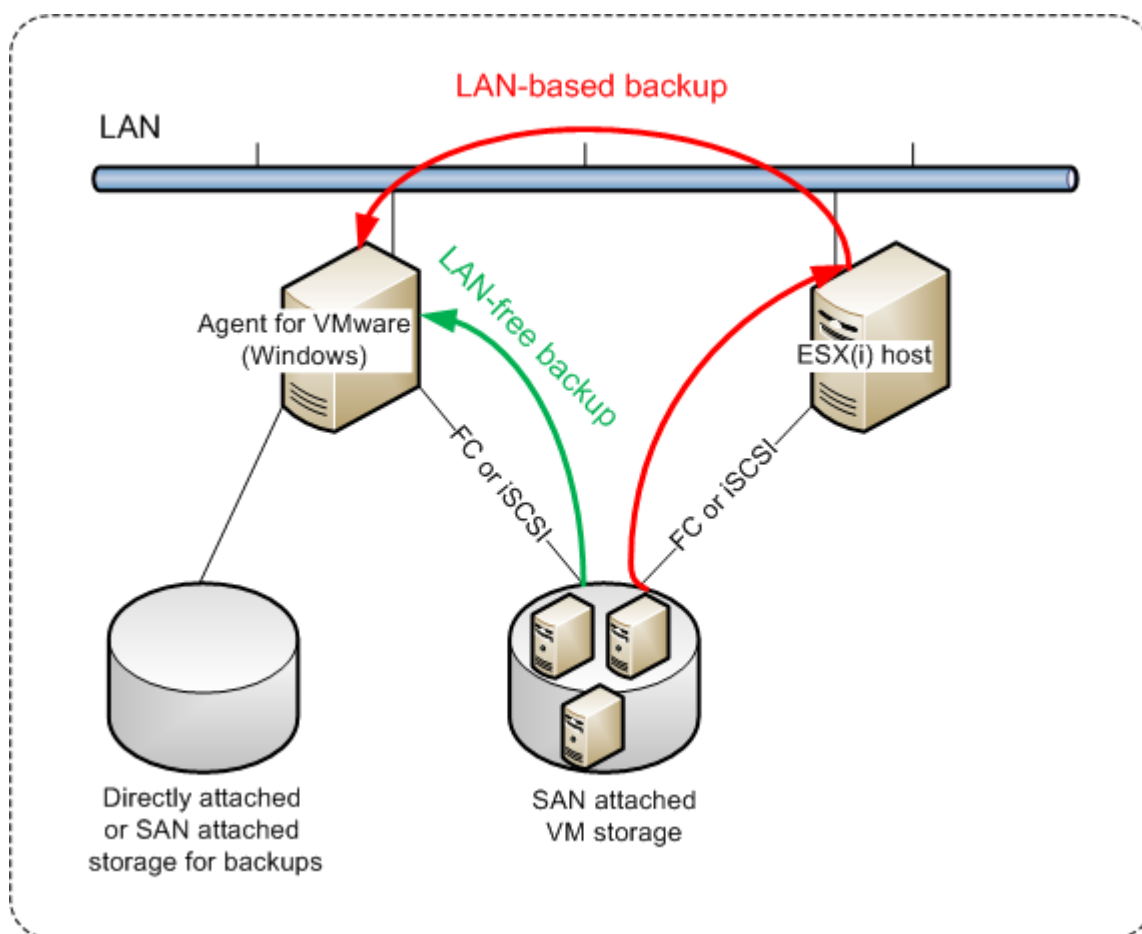 LAN-based backup
LAN
LAN-free backup
Agent for VMware
(Windows)
ESX(i) host
FC or iSCSI
FC or iSCSI
Directly attached
or SAN attached
storage for backups
SAN attached
VM storage